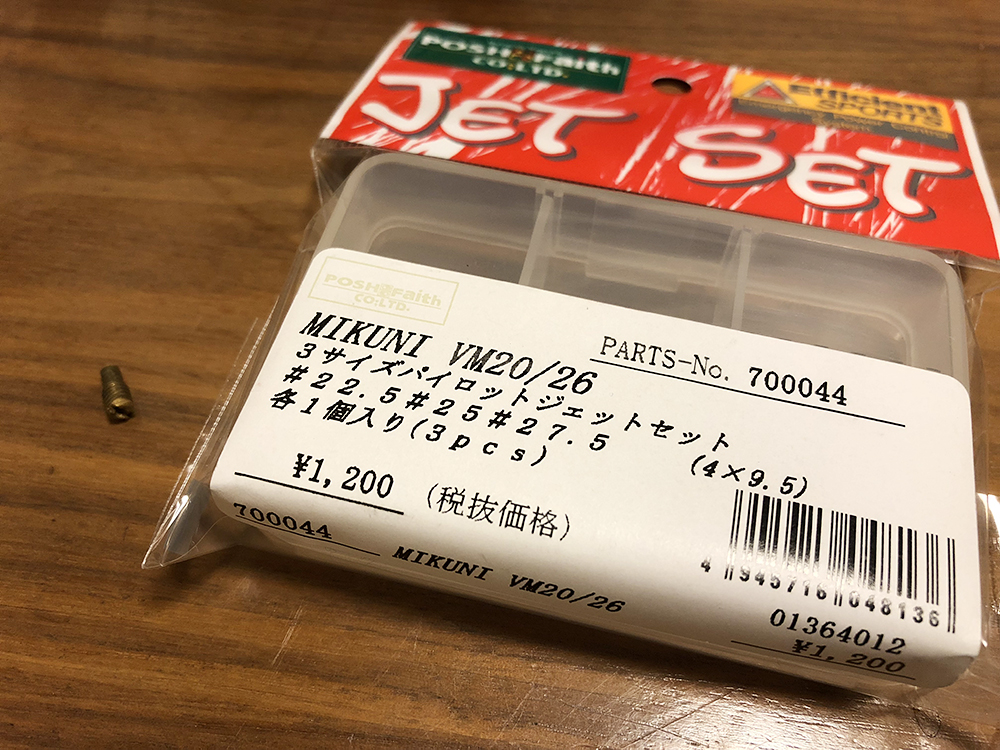 POSH Faith
CO.LTD.
Efficient
SPORTS
JET SET
POSH Faith
CO.LTD.
MIKUNI VM20/26
PARTS-No. 700044
3サイズパイロットジェットセット
#22.5#25#27.5
(4×9.5)
各1個入り(3pcs)
¥1,200
(税抜価格)
4 945716 048136
700044
MIKUNI VM20/26
01364012
¥1,200